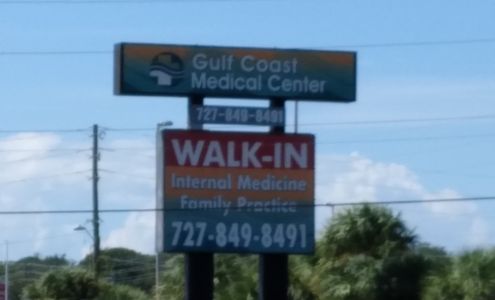 Gulf Coast
Medical Center
727-849-8491
WALK-IN
Internal Medicine
Family Practice
727-849-8491